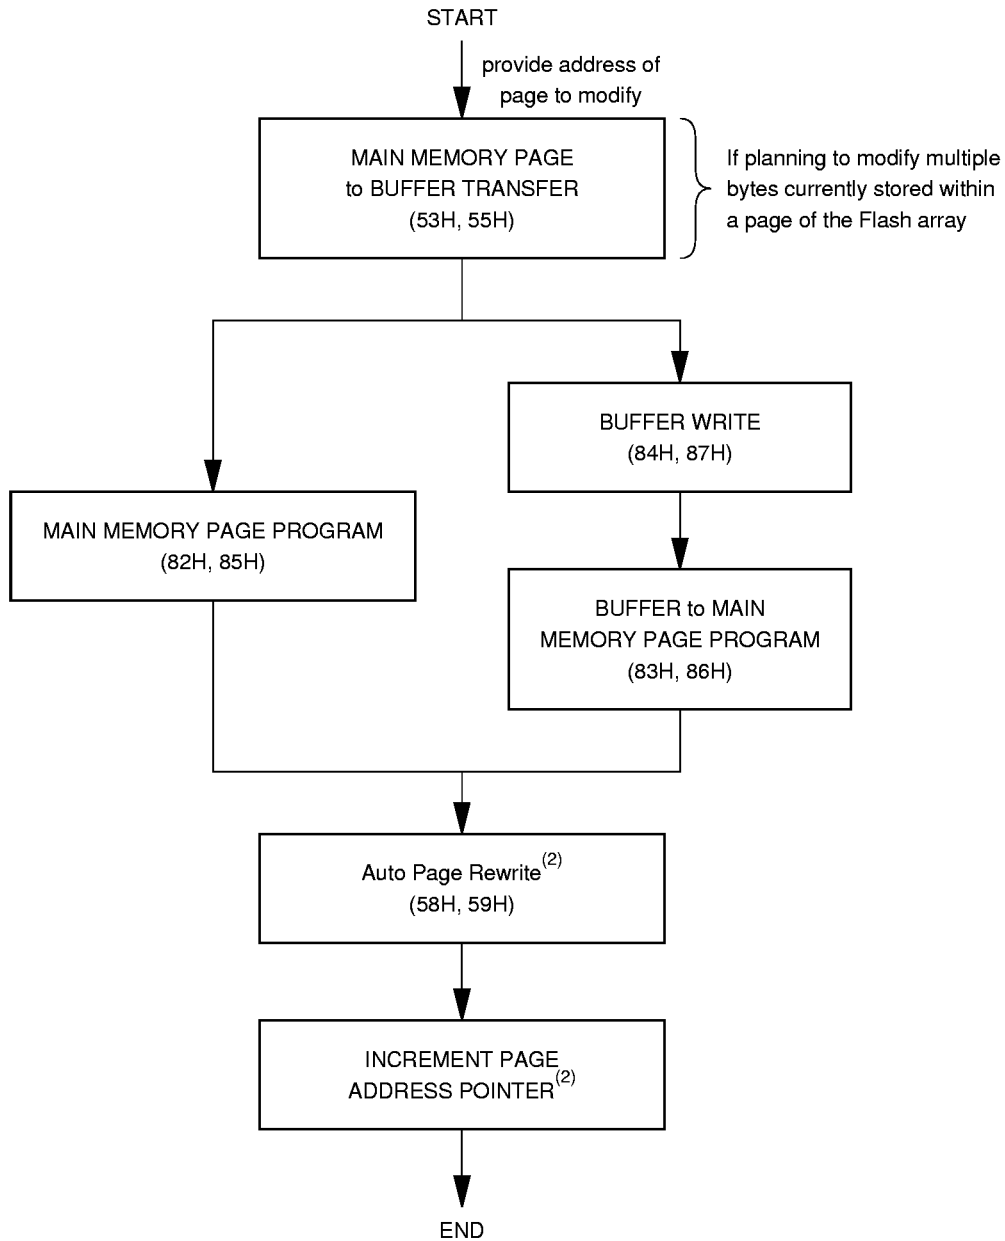 START
provide address of
page to modify
MAIN MEMORY PAGE
to BUFFER TRANSFER
(53H, 55H)
If planning to modify multiple
bytes currently stored within
a page of the Flash array
BUFFER WRITE
(84H, 87H)
MAIN MEMORY PAGE PROGRAM
(82H, 85H)
BUFFER to MAIN
MEMORY PAGE PROGRAM
(83H, 86H)
Auto Page Rewrite(2)
(58H, 59H)
INCREMENT PAGE
ADDRESS POINTER(2)
END